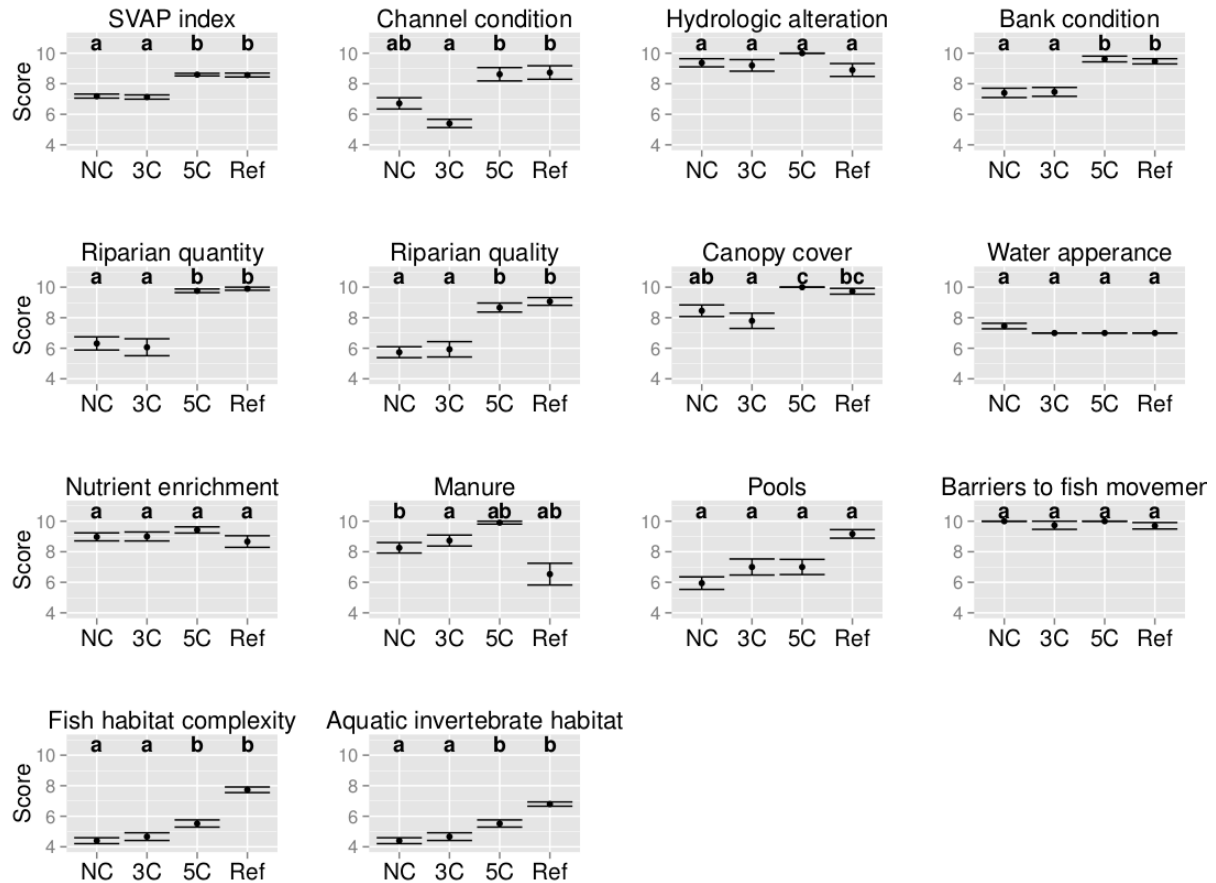 SVAP index
Channel condition
Hydrologic alteration
Bank condition
a a b b
ab a b b
a a a a
a a b b
Score
10
8
6
4
10
8
6
4
10
8
6
4
10
8
6
4
NC 3C 5C Ref
NC 3C 5C Ref
NC 3C 5C Ref
NC 3C 5C Ref
Riparian quantity
Riparian quality
Canopy cover
Water apperance
a a b b
a a b b
ab a c bc
a a a a
Score
10
8
6
4
10
8
6
4
10
8
6
4
10
8
6
4
NC 3C 5C Ref
NC 3C 5C Ref
NC 3C 5C Ref
NC 3C 5C Ref
Nutrient enrichment
Manure
Pools
Barriers to fish movemen
a a a a
b a ab ab
a a a a
a a a a
Score
10
8
6
4
10
8
6
4
10
8
6
4
10
8
6
4
NC 3C 5C Ref
NC 3C 5C Ref
NC 3C 5C Ref
NC 3C 5C Ref
Fish habitat complexity
Aquatic invertebrate habitat
a a b b
a a b b
Score
10
8
6
4
10
8
6
4
NC 3C 5C Ref
NC 3C 5C Ref